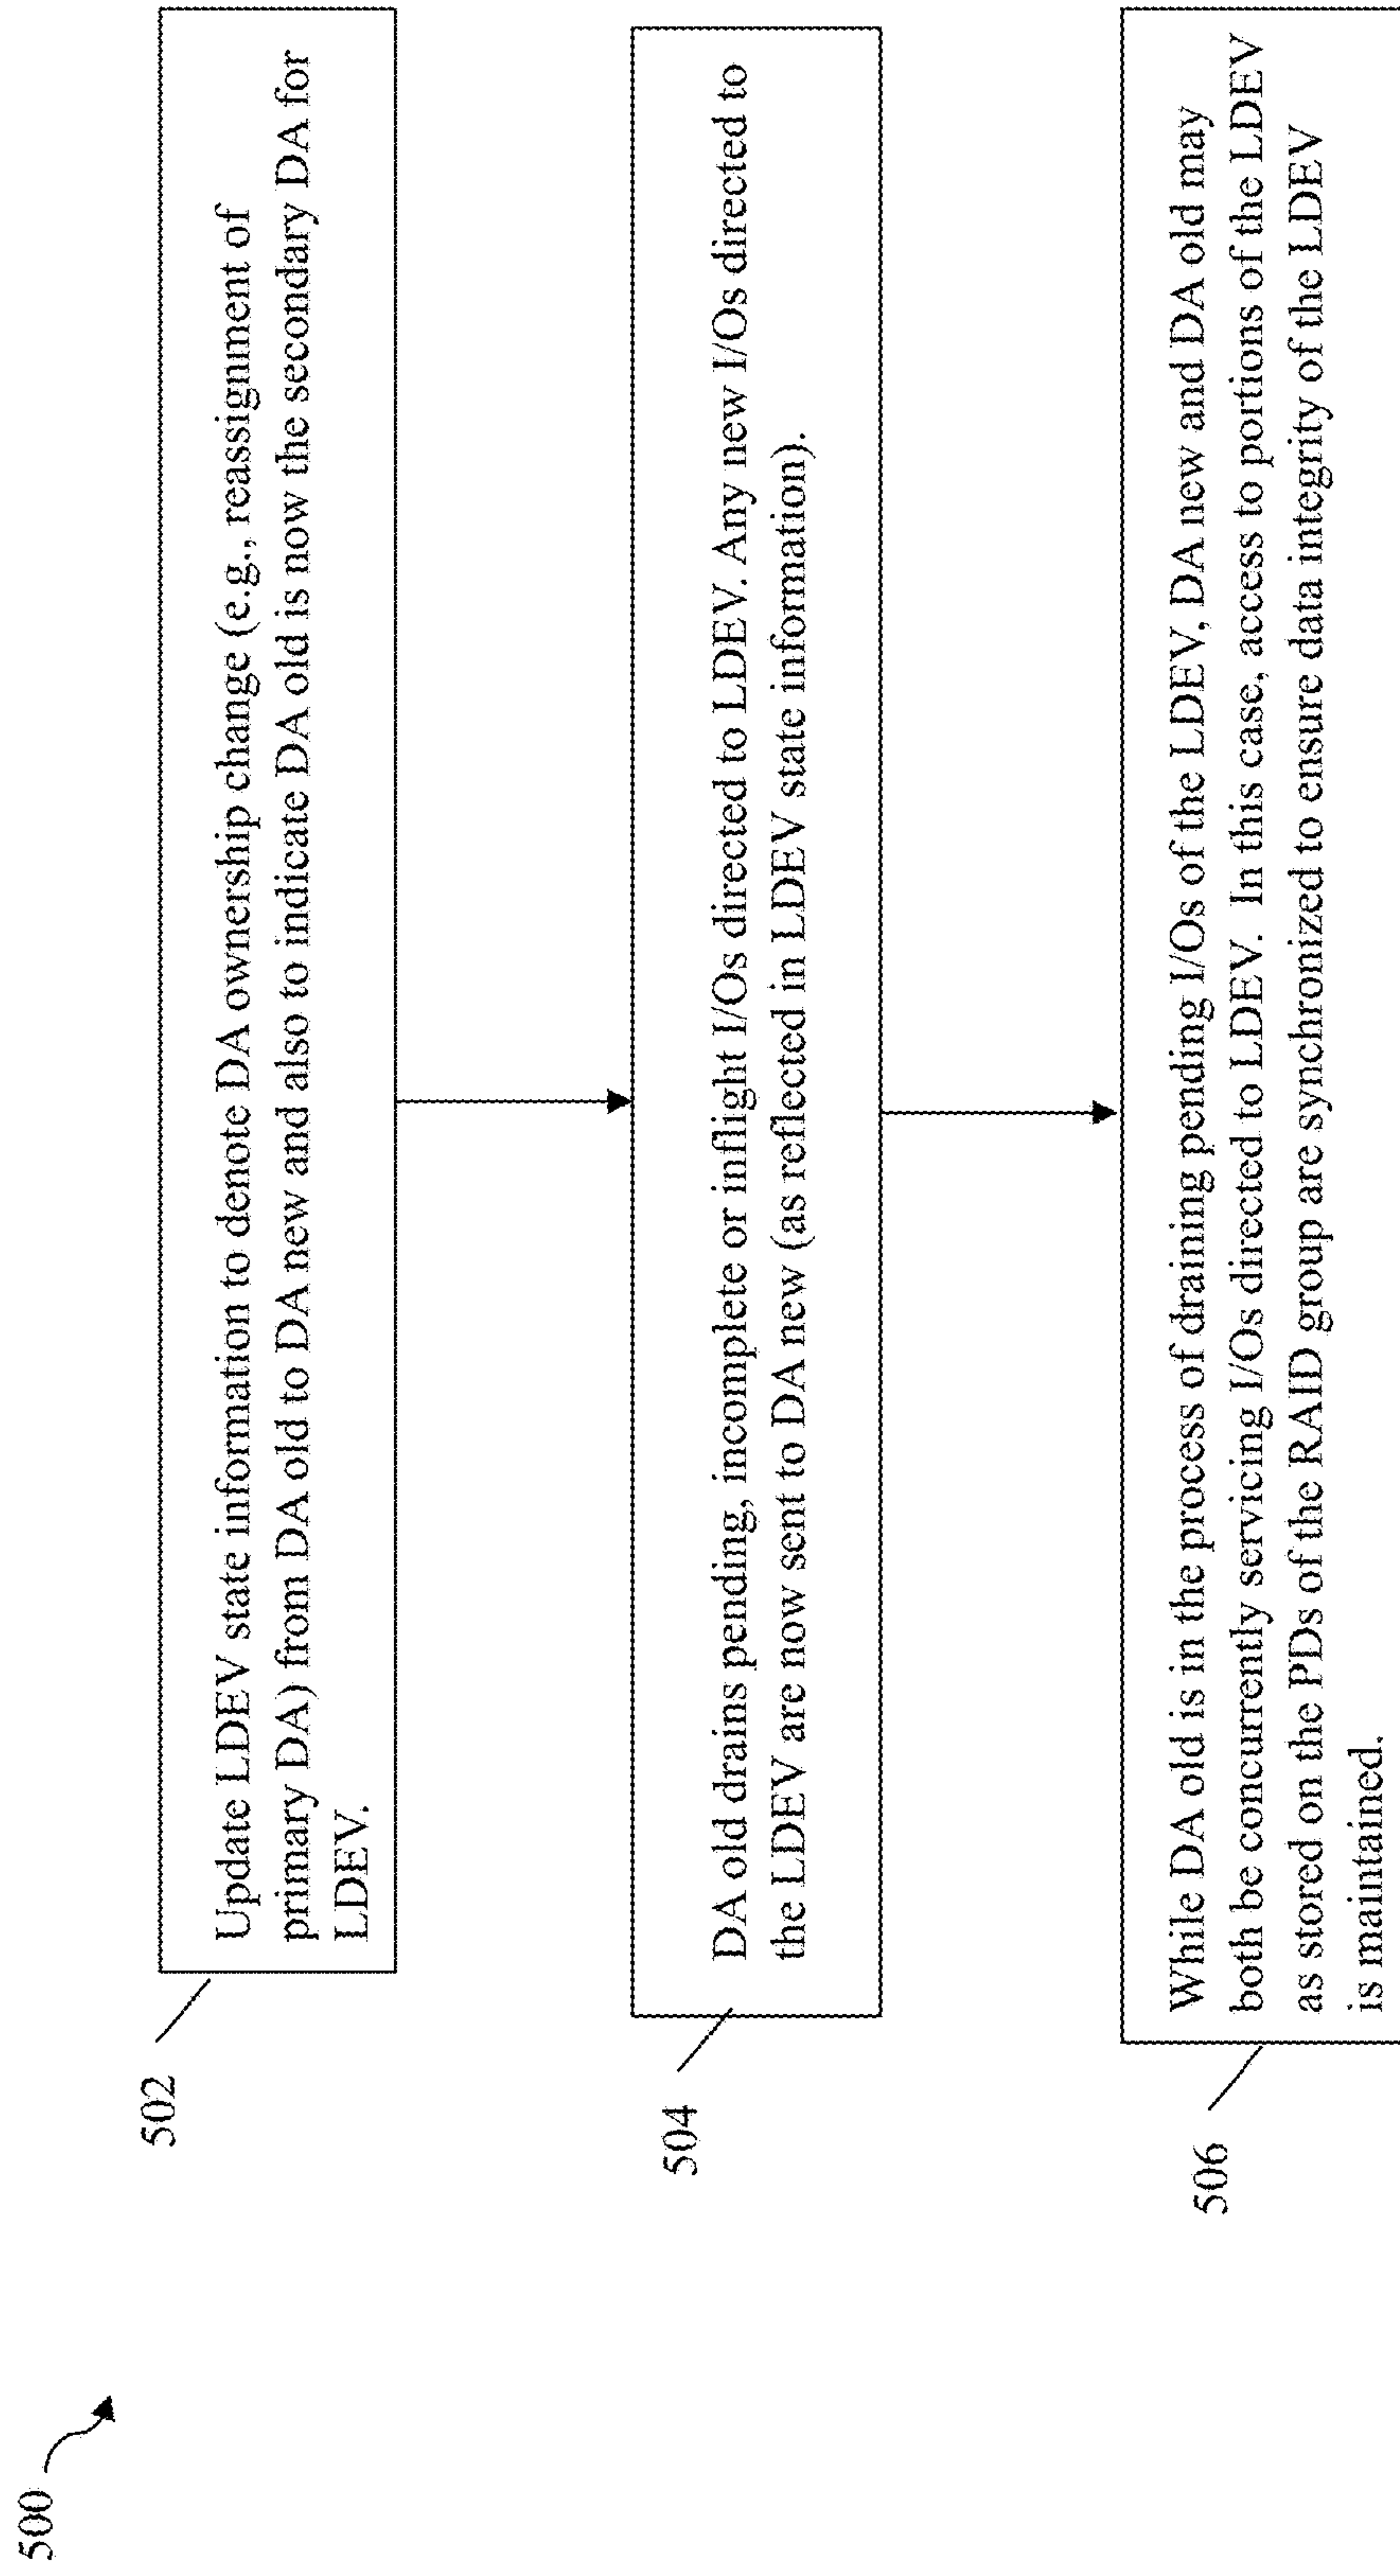 500
502
Update LDEV state information to denote DA ownership change (e.g., reassignment of
primary DA) from DA old to DA new and also to indicate DA old is now the secondary DA for
LDEV.
504
DA old drains pending, incomplete or inflight I/Os directed to LDEV. Any new I/Os directed to
the LDEV are now sent to DA new (as reflected in LDEV state information).
506
While DA old is in the process of draining pending I/Os of the LDEV, DA new and DA old may
both be concurrently servicing I/Os directed to LDEV. In this case, access to portions of the LDEV
as stored on the PDs of the RAID group are synchronized to ensure data integrity of the LDEV
is maintained.